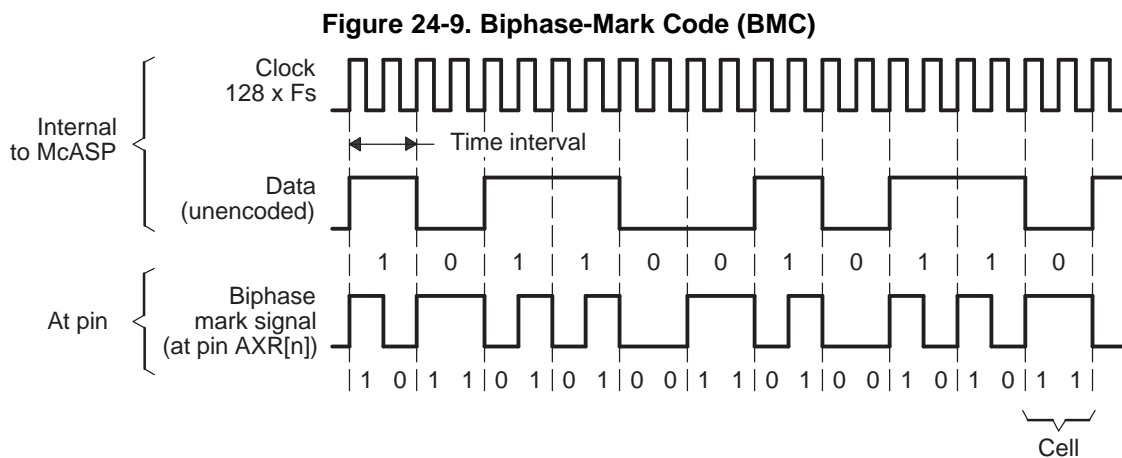 Figure 24-9. Biphase-Mark Code (BMC)
Clock
128 x Fs
Internal
to McASP
Time interval
Data
(unencoded)
1 0 1 1 0 0 1 0 1 1 0
At pin
Biphase
mark signal
(at pin AXR[n])
1 0 1 1 0 1 0 1 0 0 1 1 0 1 0 0 1 0 1 0 1 1
Cell